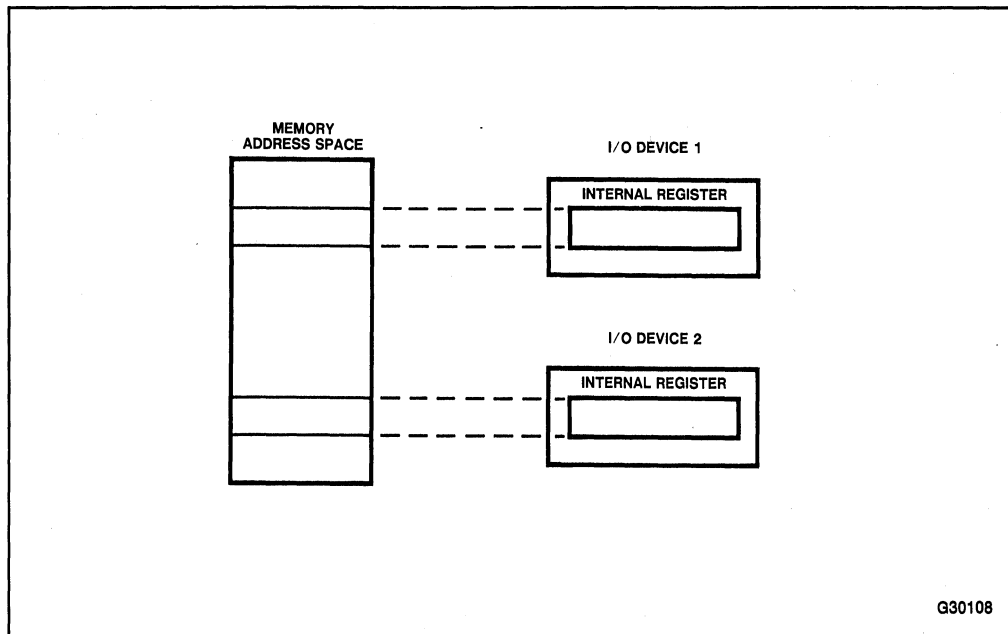 MEMORY
ADDRESS SPACE
I/O DEVICE 1
INTERNAL REGISTER
I/O DEVICE 2
INTERNAL REGISTER
G30108